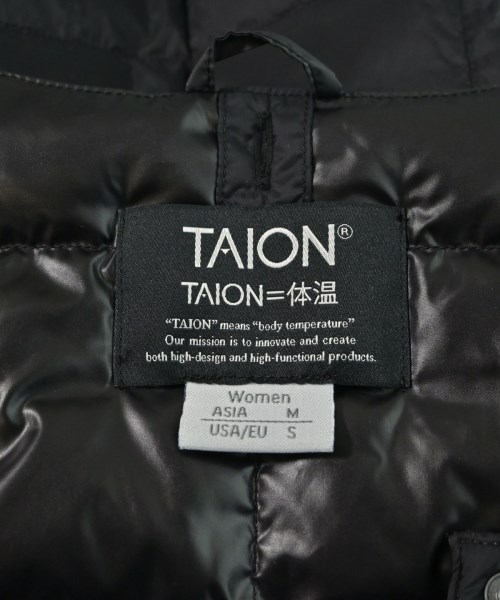 TAION®
TAION=体温
“TAION” means “body temperature”
Our mission is to innovate and create
both high-design and high-functional products.
Women
ASIA M
USA/EU S